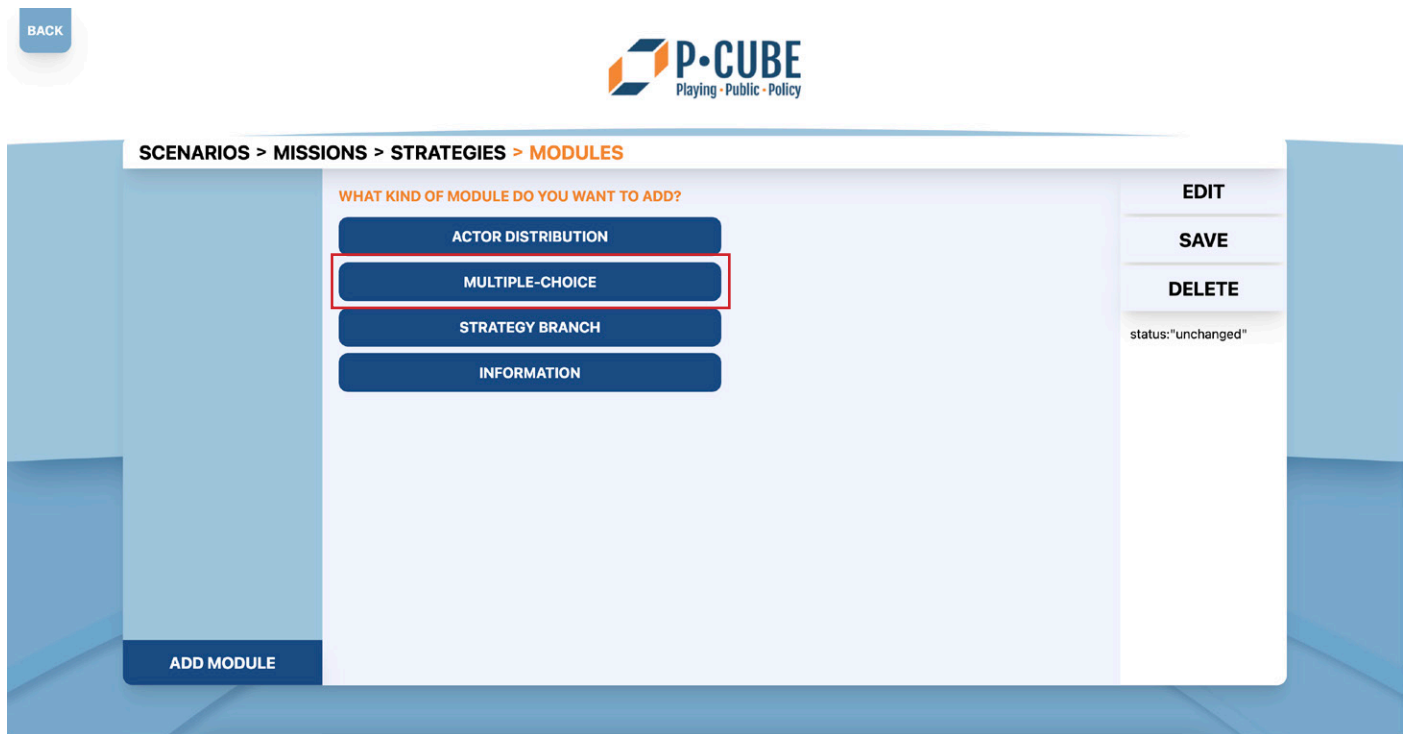 BACK
P•CUBE
Playing - Public - Policy
SCENARIOS > MISSIONS > STRATEGIES > MODULES
WHAT KIND OF MODULE DO YOU WANT TO ADD?
ACTOR DISTRIBUTION
MULTIPLE-CHOICE
STRATEGY BRANCH
INFORMATION
EDIT
SAVE
DELETE
status:"unchanged"
ADD MODULE